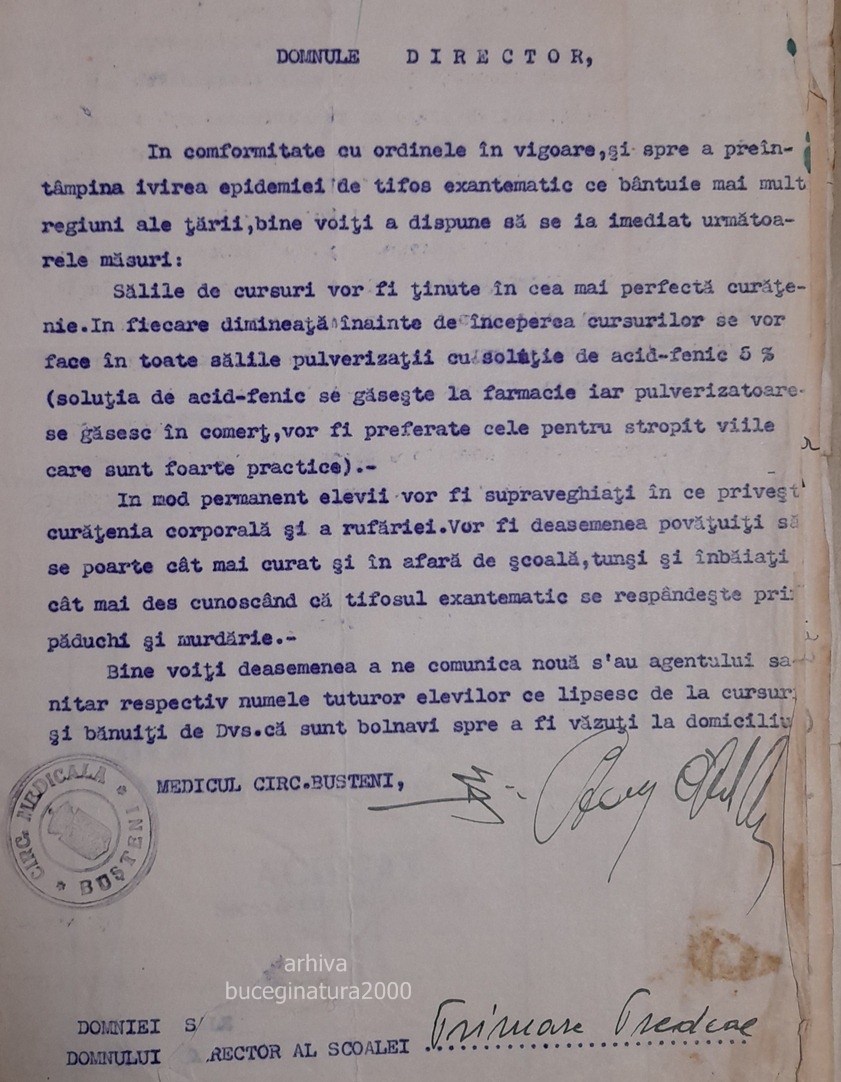 DOMNULE DIRECTOR,
In comformitate cu ordinele în vigoare,şi spre a preîn-
tâmpina ivirea epidemiei de tifos exantematic ce bântuie mai mult
regiuni ale ţării,bine voiţi a dispune să se ia imediat următoa-
rele măsuri:
Sălile de cursuri vor fi ţinute în cea mai perfectă curăţe-
nie.In fiecare dimineaţă înainte de începerea cursurilor se vor
face în toate sălile pulverizaţii cu soluţie de acid-fenic 5 %
(soluţia de acid-fenic se găseşte la farmacie iar pulverizatoare-
se găsesc în comerţ,vor fi preferate cele pentru stropit viile
care sunt foarte practice).-
In mod permanent elevii vor fi supraveghiaţi în ce priveşt
curăţenia corporală şi a rufăriei.Vor fi deasemenea povăţuiţi să
se poarte cât mai curat şi în afară de şcoală,tunşi şi înbăiaţi
cât mai des cunoscând că tifosul exantematic se respândeşte prin
păduchi şi murdărie.-
Bine voiţi deasemenea a ne comunica nouă s'au agentului sa-
nitar respectiv numele tuturor elevilor ce lipsesc de la cursuri
şi bănuiţi de Dvs.că sunt bolnavi spre a fi văzuţi la domiciliu
MEDICUL CIRC.BUSTENI,
CIRC. MEDICALĂ * BUŞTENI *
arhiva
buceginatura2000
DOMNIEI S
DOMNULUI RECTOR AL SCOALEI Primare Predeal